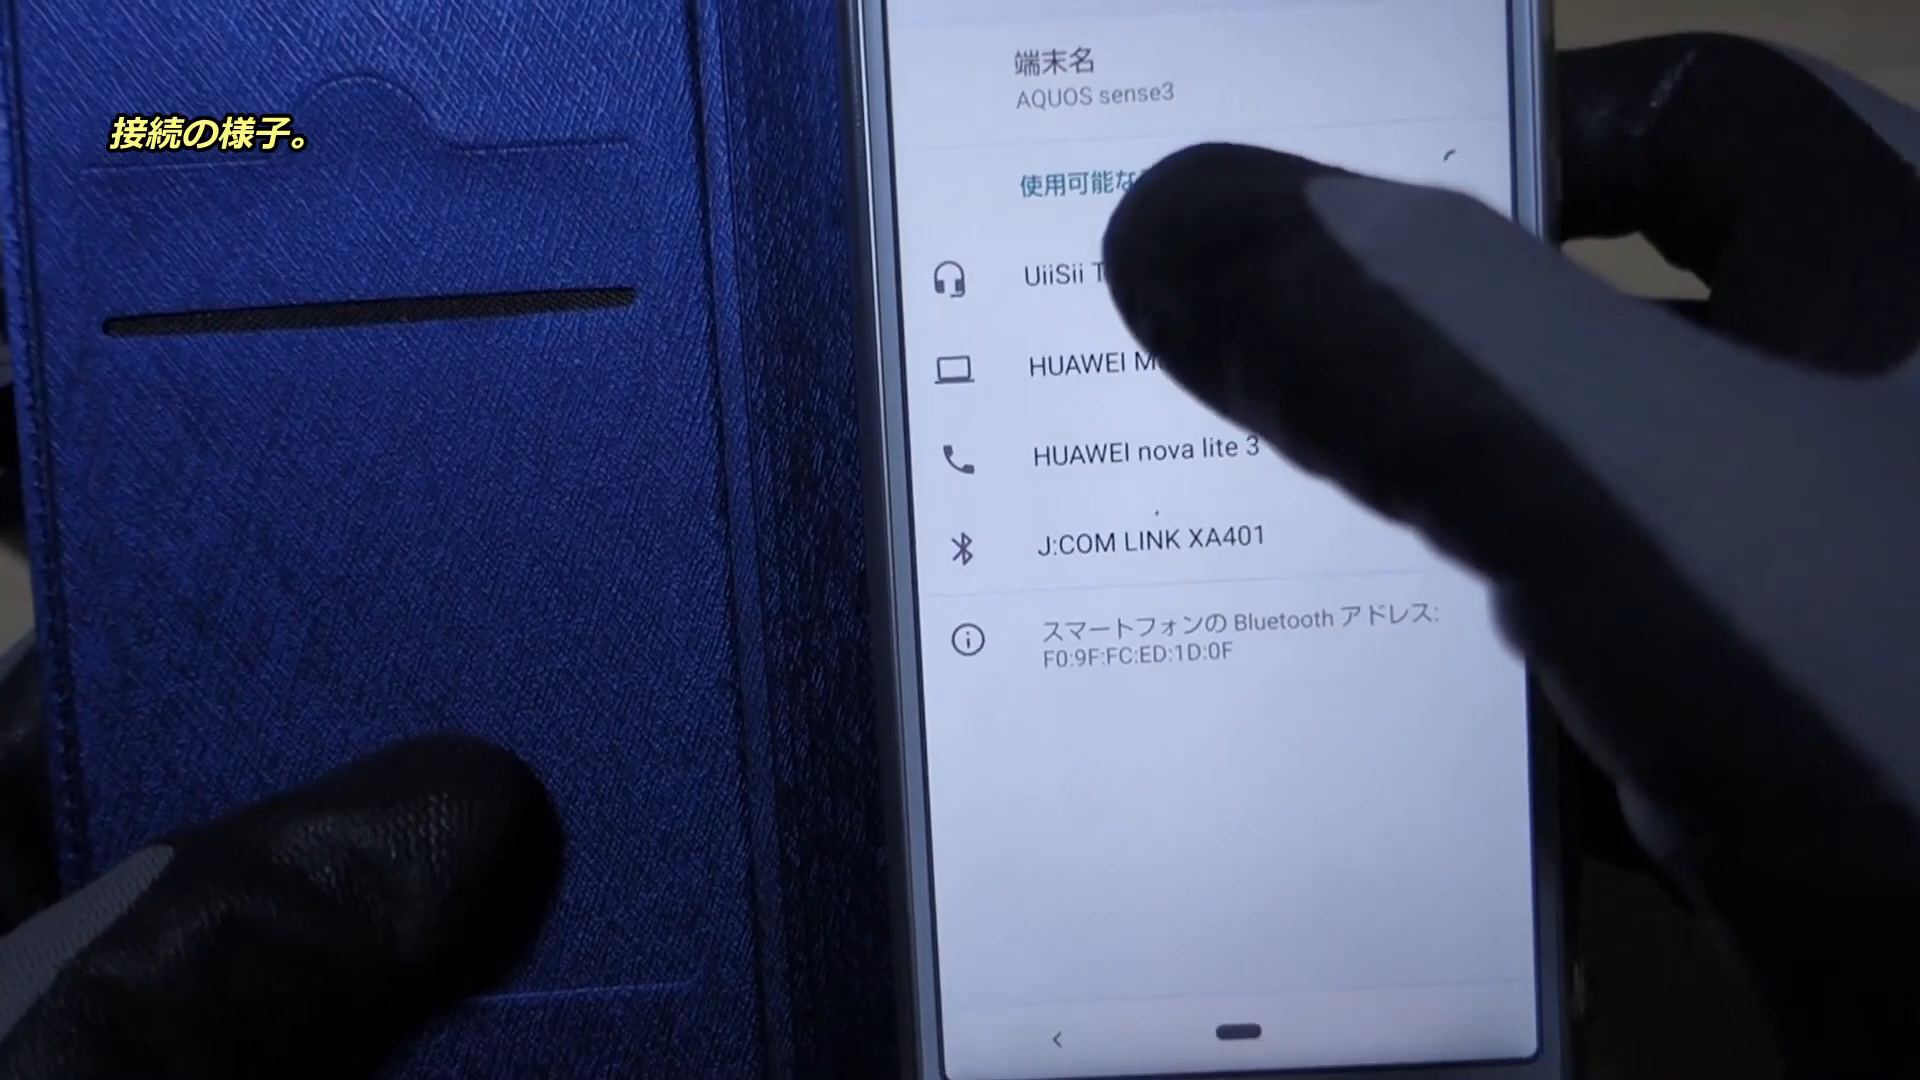 接続の様子。
端末名
AQUOS sense3
使用可能な
UiiSii
HUAWEI
HUAWEI nova lite 3
J:COM LINK XA401
スマートフォンの Bluetooth アドレス:
F0:9F:FC:ED:1D:0F